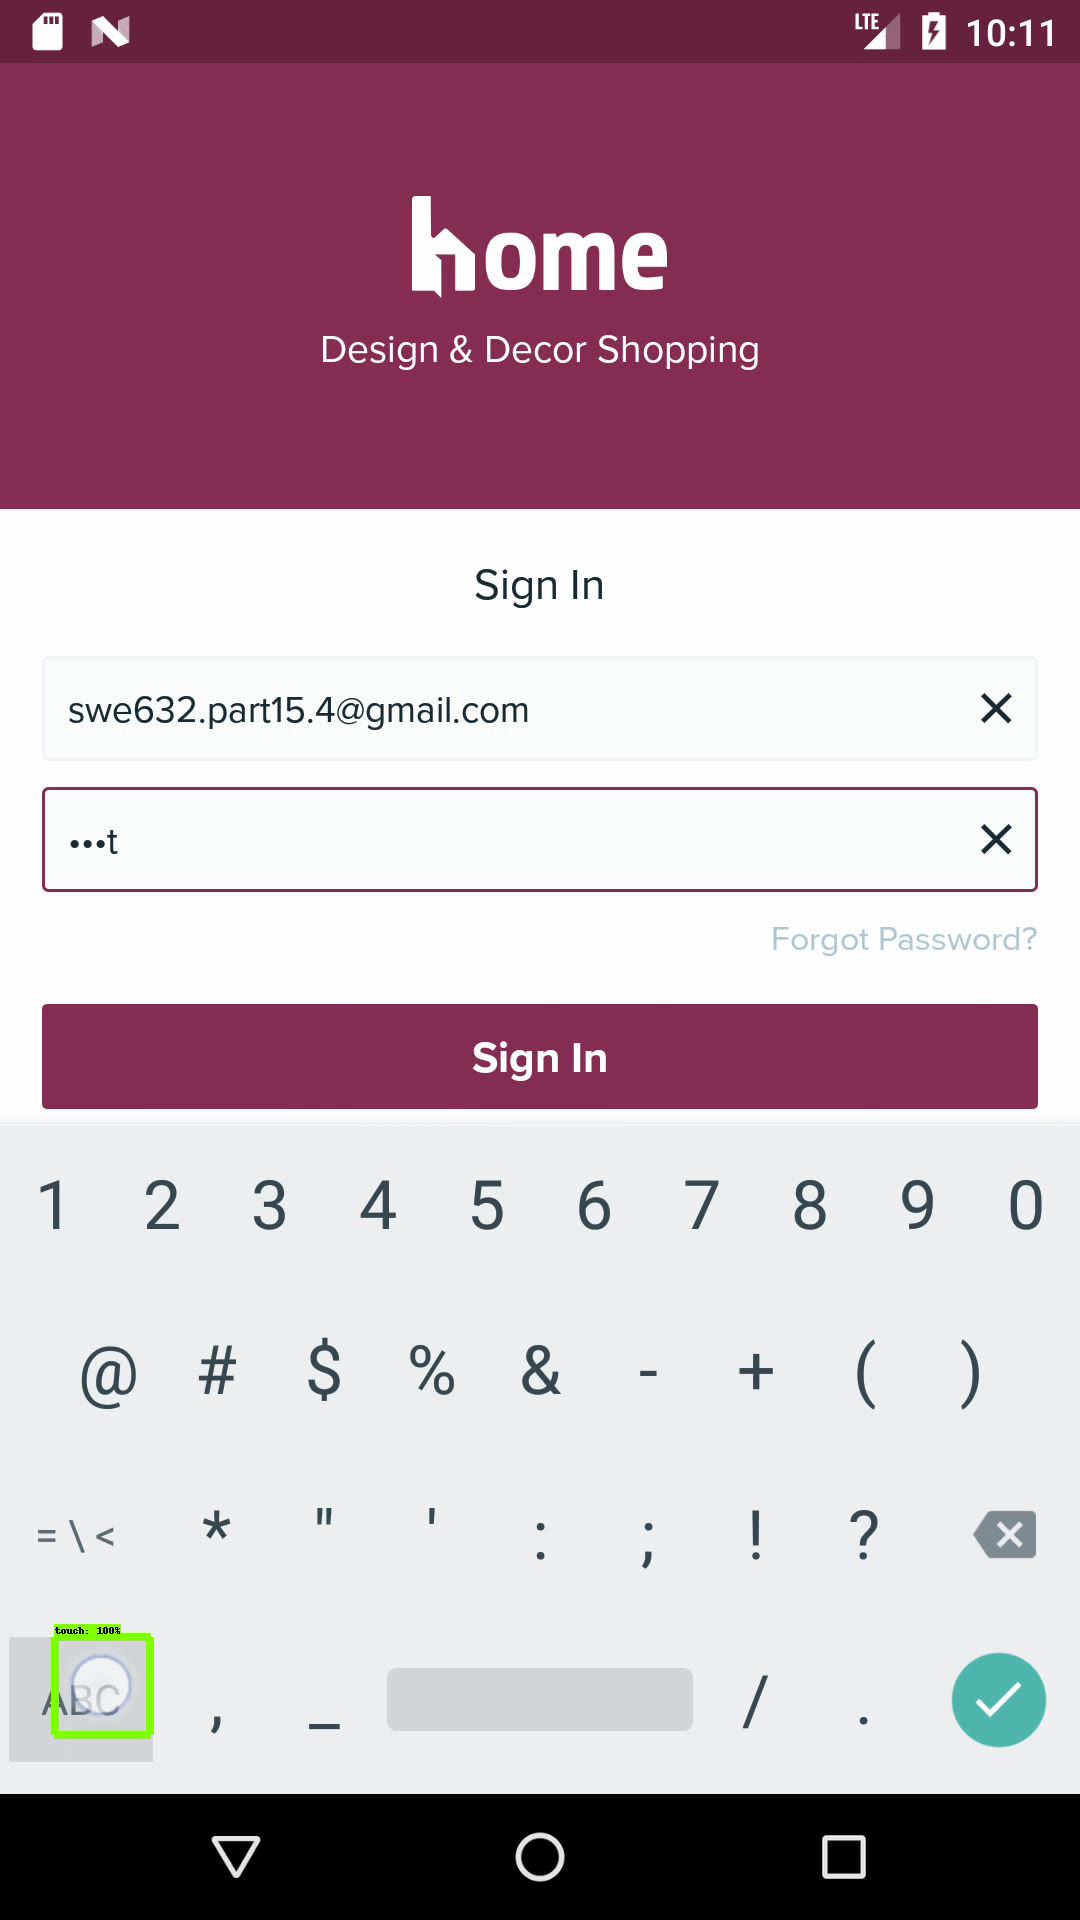 LTE 10:11
home
Design & Decor Shopping
Sign In
swe632.part15.4@gmail.com
•••t
Forgot Password?
Sign In
1 2 3 4 5 6 7 8 9 0
@ # $ % & - + ( )
= \ < * " ' : ; ! ?
touch: 100%
ABC , _ / .